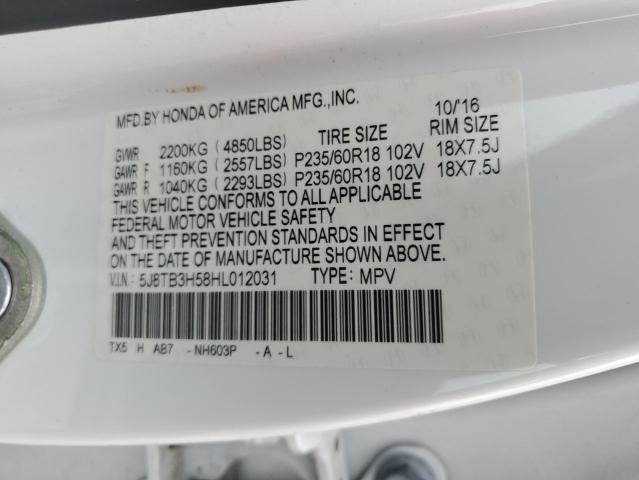 MFD.BY HONDA OF AMERICA MFG.,INC. 10/'16
GVWR 2200KG (4850LBS) TIRE SIZE RIM SIZE
GAWR F 1160KG (2557LBS) P235/60R18 102V 18X7.5J
GAWR R 1040KG (2293LBS) P235/60R18 102V 18X7.5J
THIS VEHICLE CONFORMS TO ALL APPLICABLE
FEDERAL MOTOR VEHICLE SAFETY
AND THEFT PREVENTION STANDARDS IN EFFECT
ON THE DATE OF MANUFACTURE SHOWN ABOVE.
V.I.N.: 5J8TB3H58HL012031 TYPE: MPV
TX5 H AB7 -NH603P -A-L